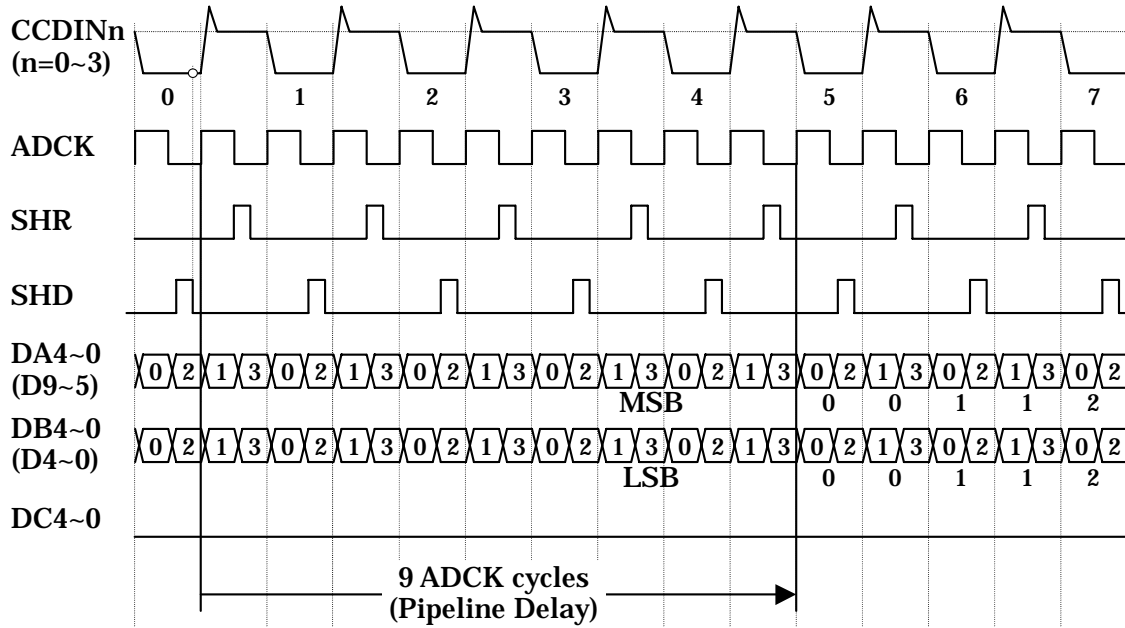 CCDINn
(n=0~3)
0 1 2 3 4 5 6 7
ADCK
SHR
SHD
DA4~0
(D9~5)
0 2 1 3 0 2 1 3 0 2 1 3 0 2 1 3 0 2 1 3 0 2 1 3 0 2 1 3 0 2
MSB
0 0 1 1 2
DB4~0
(D4~0)
0 2 1 3 0 2 1 3 0 2 1 3 0 2 1 3 0 2 1 3 0 2 1 3 0 2 1 3 0 2
LSB
0 0 1 1 2
DC4~0
9 ADCK cycles
(Pipeline Delay)